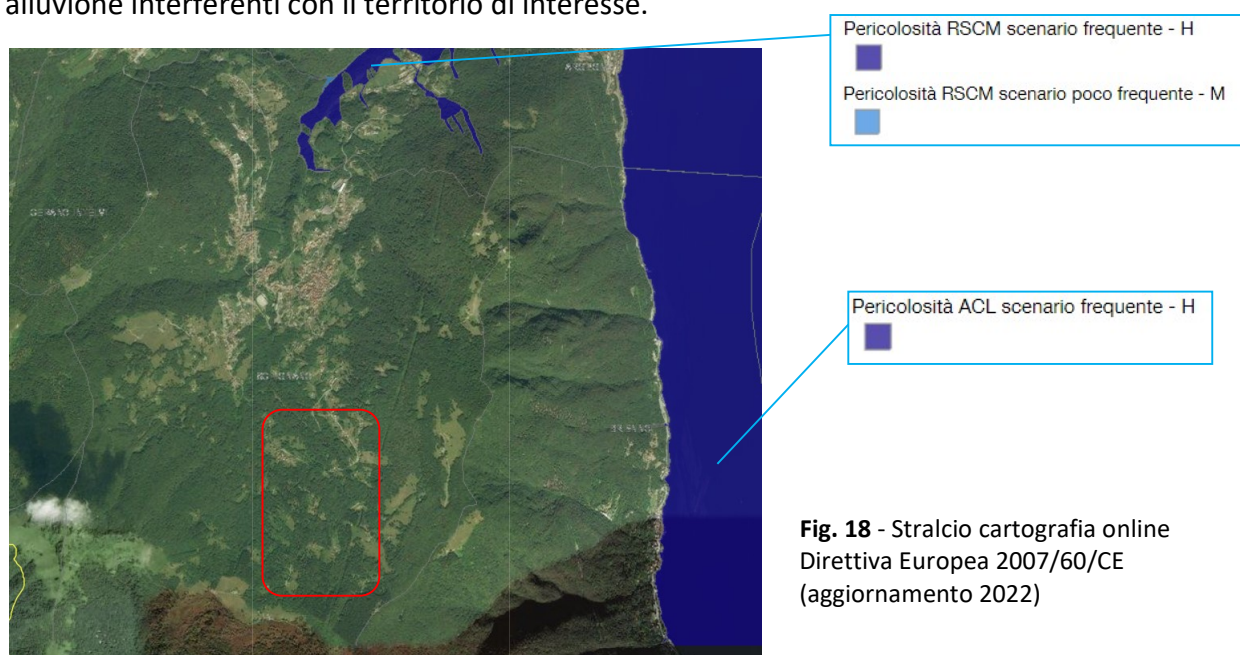 alluvione interferenti con il territorio di interesse.
Pericolosità RSCM scenario frequente - H
Pericolosità RSCM scenario poco frequente - M
Pericolosità ACL scenario frequente - H
Fig. 18 - Stralcio cartografia online
Direttiva Europea 2007/60/CE
(aggiornamento 2022)